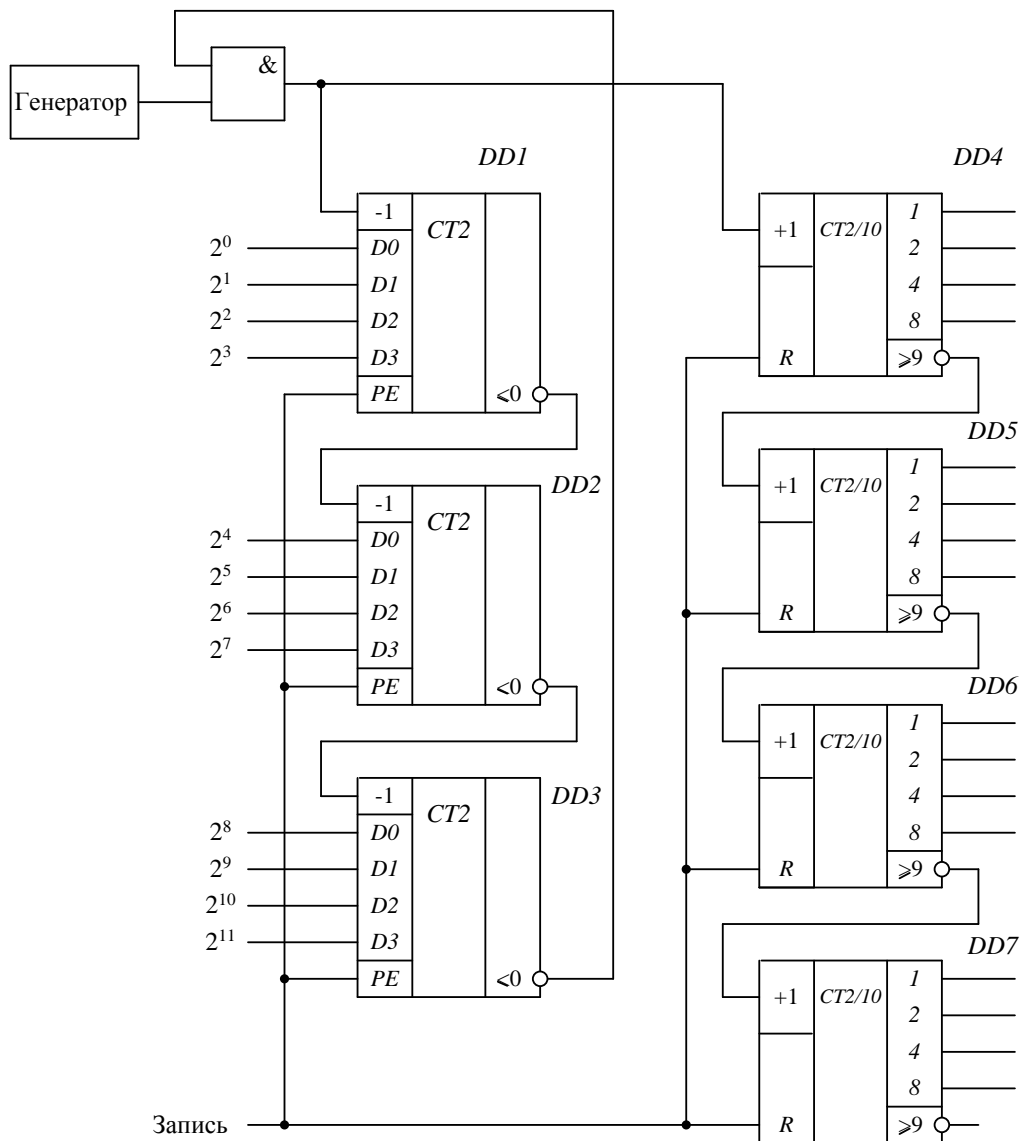 &
Генератор
DD1
-1
CT2
2⁰ D0
2¹ D1
2² D2
2³ D3
PE ⩽0
DD2
-1
CT2
2⁴ D0
2⁵ D1
2⁶ D2
2⁷ D3
PE ⩽0
DD3
-1
CT2
2⁸ D0
2⁹ D1
2¹⁰ D2
2¹¹ D3
PE ⩽0
Запись
DD4
+1 CT2/10 1
2
4
8
R ⩾9
DD5
+1 CT2/10 1
2
4
8
R ⩾9
DD6
+1 CT2/10 1
2
4
8
R ⩾9
DD7
+1 CT2/10 1
2
4
8
R ⩾9